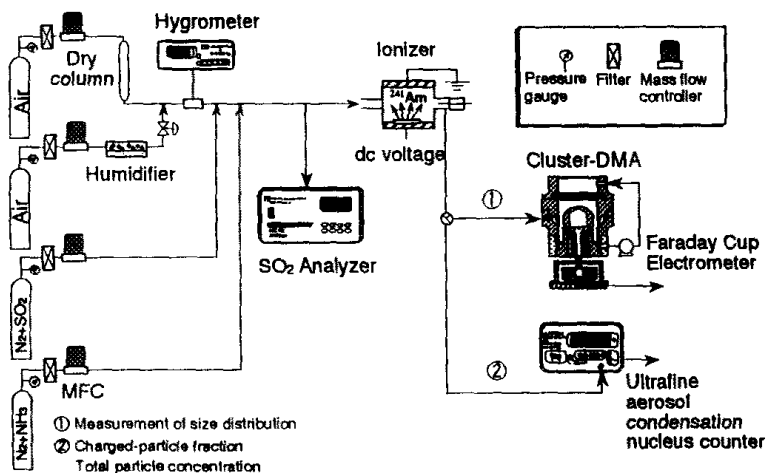 Hygrometer
Dry
column
Air
Humidifier
Air
N₂+SO₂
N₂+NH₃
MFC
SO₂ Analyzer
8888
Ionizer
²⁴¹Am
dc voltage
Pressure
gauge
Filter
Mass flow
controller
Cluster-DMA
①
Faraday Cup
Electrometer
②
Ultrafine
aerosol
condensation
nucleus counter
① Measurement of size distribution
② Charged-particle fraction
Total particle concentration